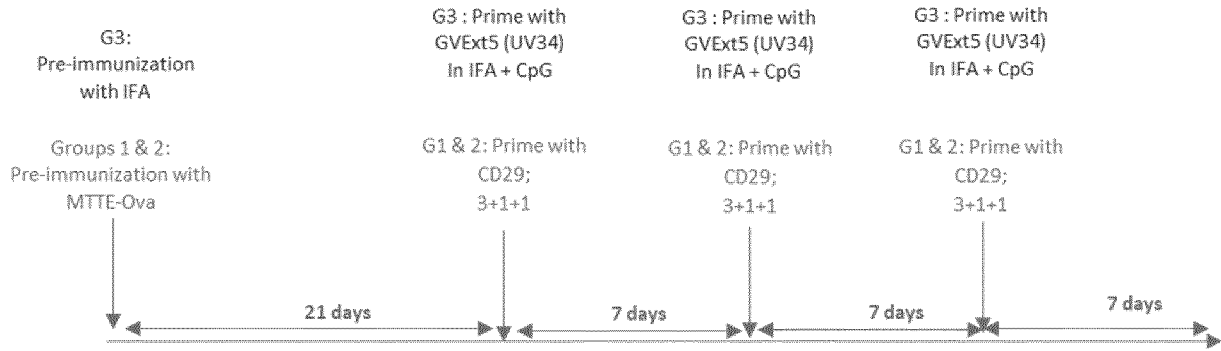 G3:
Pre-immunization
with IFA
G3 : Prime with
GVExt5 (UV34)
In IFA + CpG
G3 : Prime with
GVExt5 (UV34)
In IFA + CpG
G3 : Prime with
GVExt5 (UV34)
In IFA + CpG
Groups 1 & 2:
Pre-immunization with
MTTE-Ova
G1 & 2: Prime with
CD29;
3+1+1
G1 & 2: Prime with
CD29;
3+1+1
G1 & 2: Prime with
CD29;
3+1+1
21 days
7 days
7 days
7 days